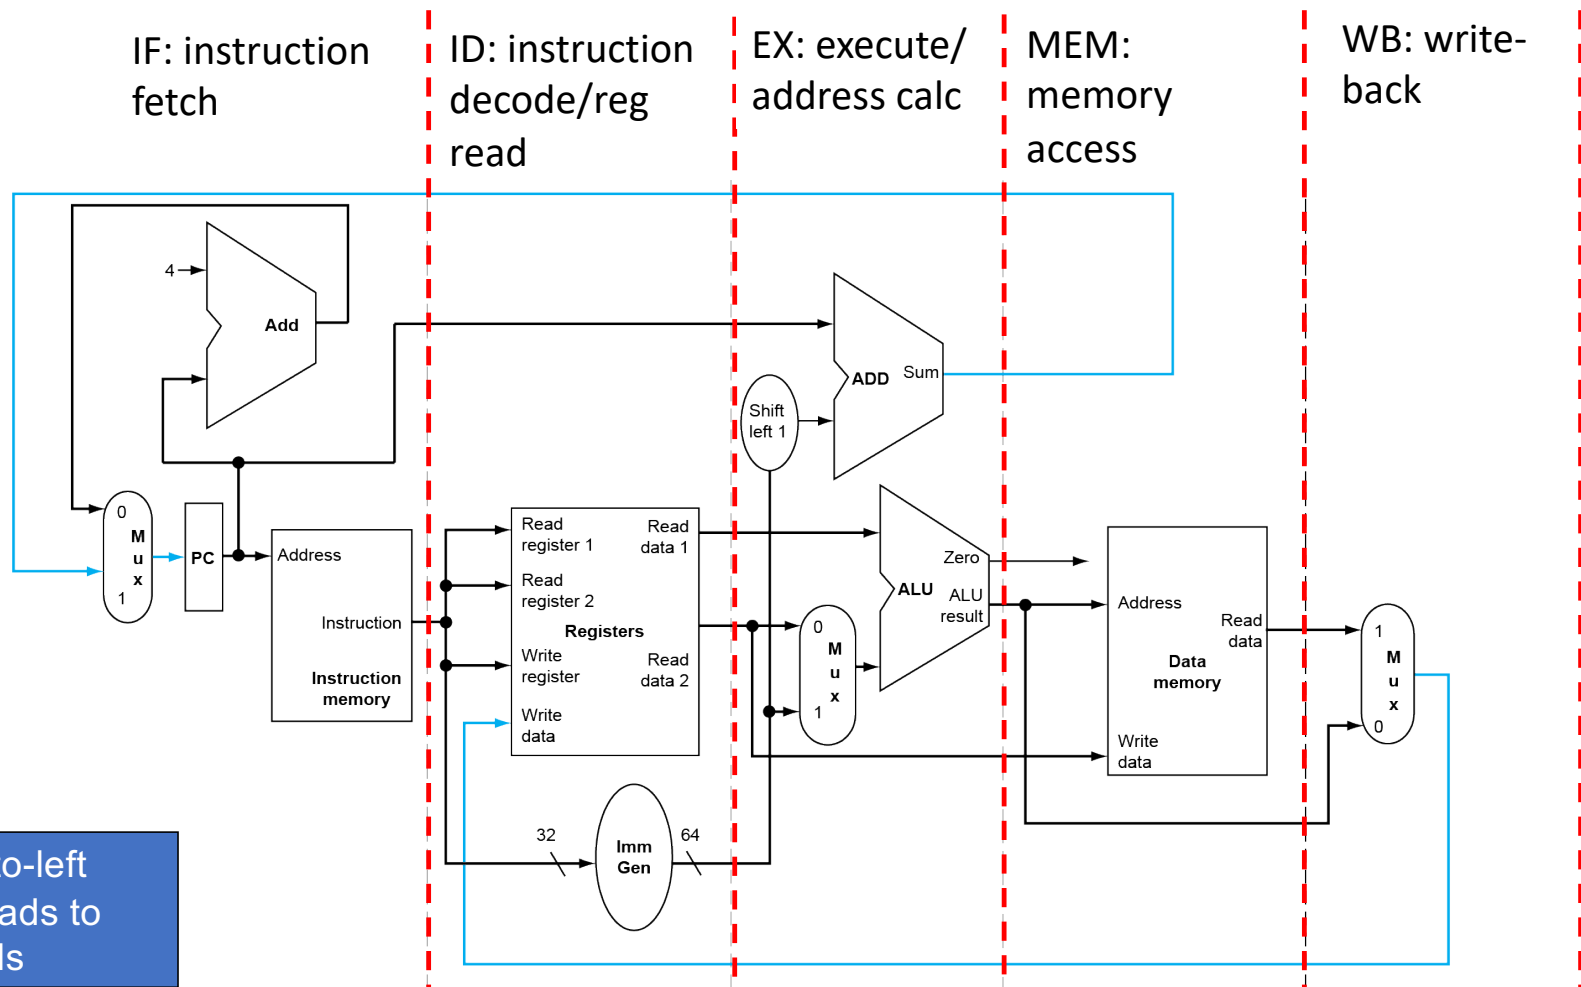 IF: instruction
fetch
ID: instruction
decode/reg
read
EX: execute/
address calc
MEM:
memory
access
WB: write-
back
4
Add
0
M
u
x
1
PC
Address
Instruction
Instruction
memory
Read
register 1
Read
register 2
Write
register
Write
data
Registers
Read
data 1
Read
data 2
32
Imm
Gen
64
Shift
left 1
ADD
Sum
0
M
u
x
1
ALU
Zero
ALU
result
Address
Write
data
Data
memory
Read
data
1
M
u
x
0
to-left